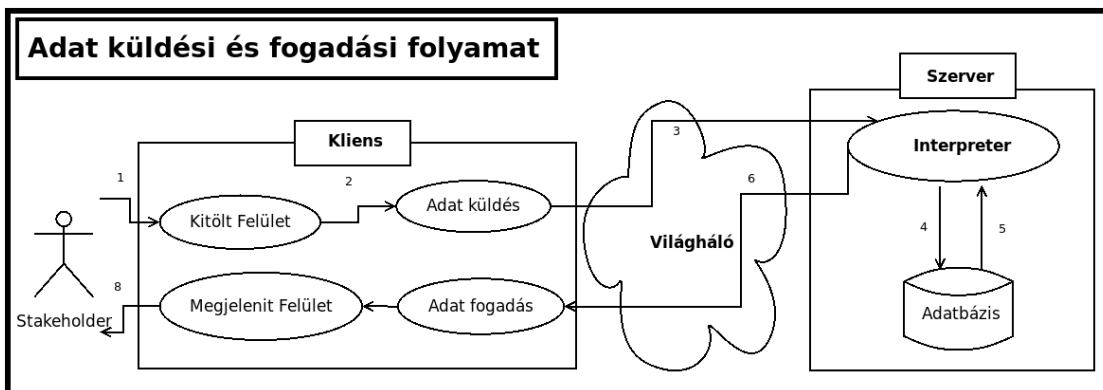 Adat küldési és fogadási folyamat
Szerver
Kliens
3
Interpreter
1
2
6
Kitölt Felület
Adat küldés
Világháló
4
5
8
Megjelenit Felület
Adat fogadás
Adatbázis
Stakeholder